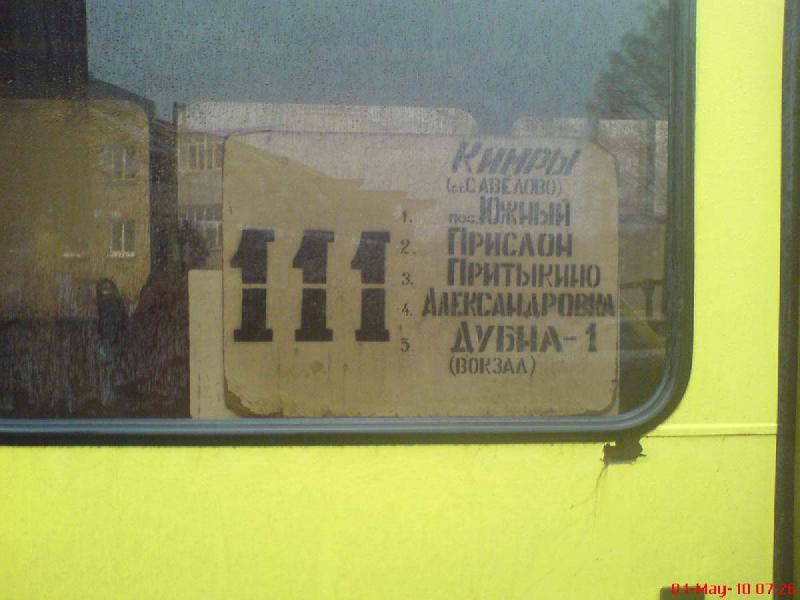 111
Кимры
(ст.САВЕЛОВО)
1. пос.Южный
2. Прислон
3. Притыкино
4. Александровка
5. Дубна-1
(ВОКЗАЛ)
01-May-10 07:26